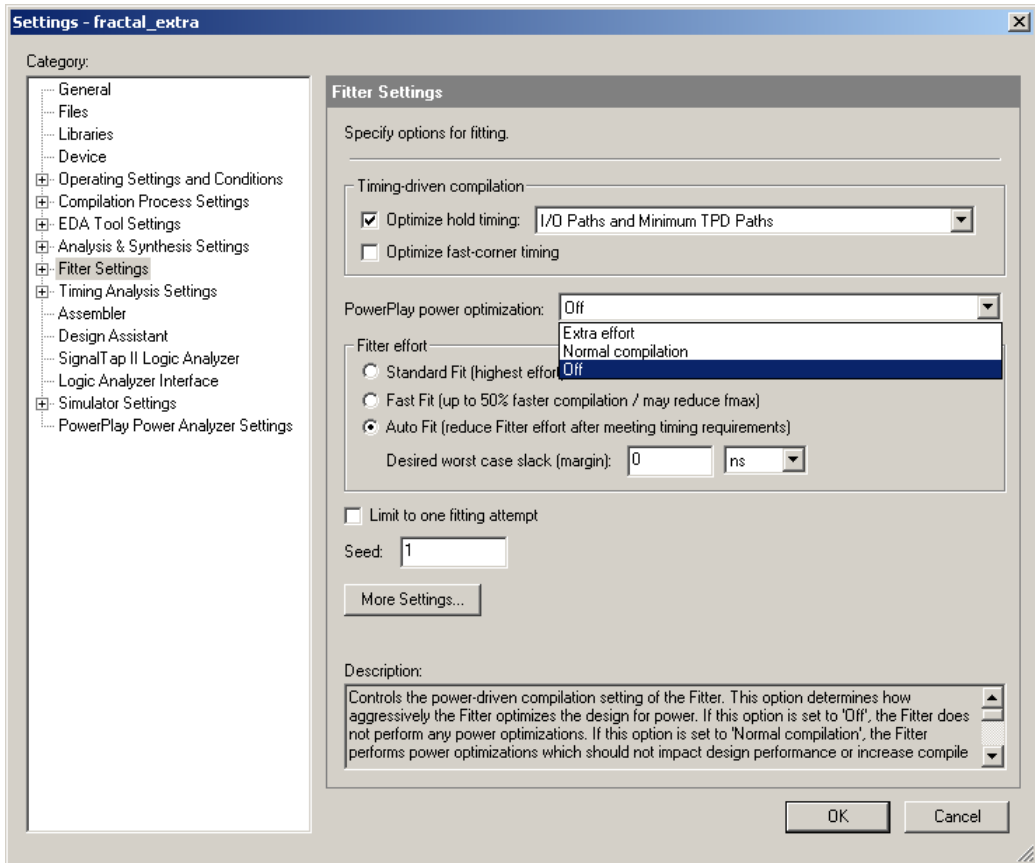 Settings - fractal_extra
Category:
General
Files
Libraries
Device
Operating Settings and Conditions
Compilation Process Settings
EDA Tool Settings
Analysis & Synthesis Settings
Fitter Settings
Timing Analysis Settings
Assembler
Design Assistant
SignalTap II Logic Analyzer
Logic Analyzer Interface
Simulator Settings
PowerPlay Power Analyzer Settings
Fitter Settings
Specify options for fitting.
Timing-driven compilation
Optimize hold timing: I/O Paths and Minimum TPD Paths
Optimize fast-corner timing
PowerPlay power optimization: Off
Extra effort
Normal compilation
Off
Fitter effort
Standard Fit (highest effort
Fast Fit (up to 50% faster compilation / may reduce fmax)
Auto Fit (reduce Fitter effort after meeting timing requirements)
Desired worst case slack (margin): 0 ns
Limit to one fitting attempt
Seed: 1
More Settings...
Description:
Controls the power-driven compilation setting of the Fitter. This option determines how
aggressively the Fitter optimizes the design for power. If this option is set to 'Off', the Fitter does
not perform any power optimizations. If this option is set to 'Normal compilation', the Fitter
performs power optimizations which should not impact design performance or increase compile
OK Cancel